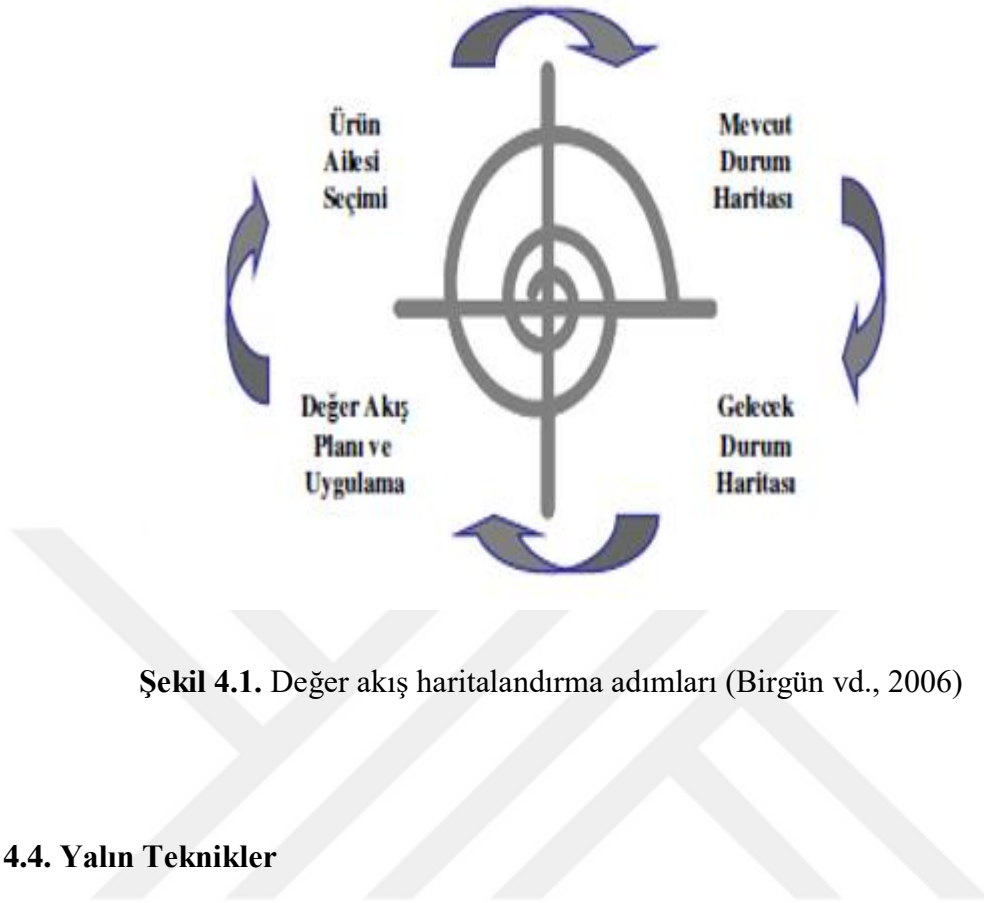 Ürün
Ailesi
Seçimi
Mevcut
Durum
Haritası
Değer Akış
Planı ve
Uygulama
Gelecek
Durum
Haritası
Şekil 4.1. Değer akış haritalandırma adımları (Birgün vd., 2006)
4.4. Yalın Teknikler